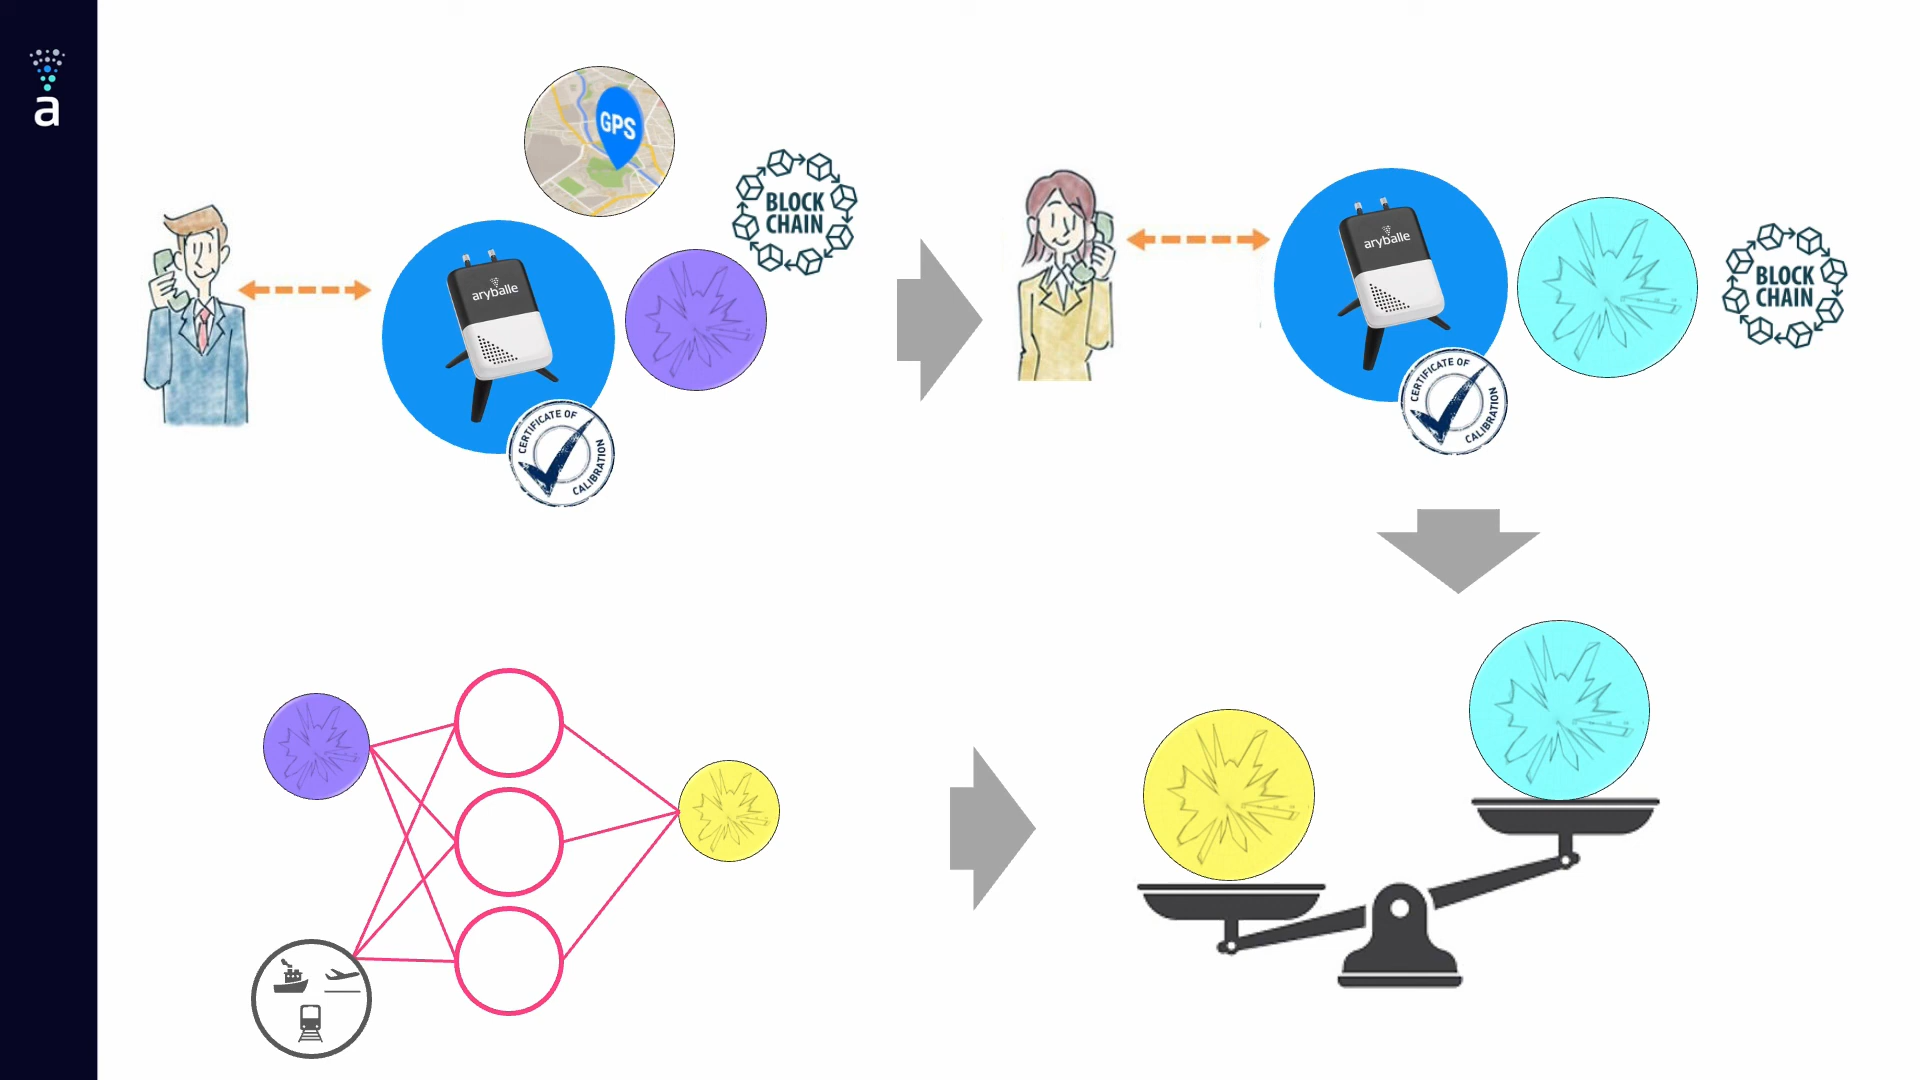 a
GPS
BLOCK
CHAIN
aryballe
CERTIFICATE OF
CALIBRATION
aryballe
BLOCK
CHAIN
CERTIFICATE OF
CALIBRATION